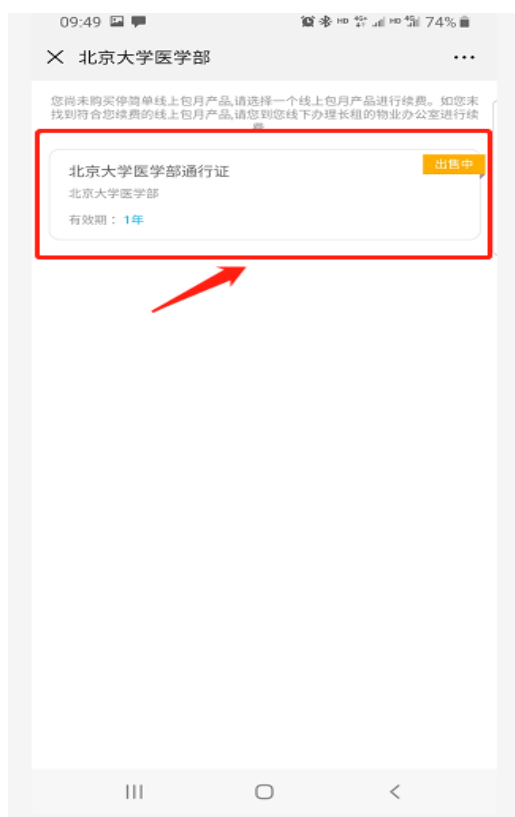 09:49 HD 4G+ HD 4G 74%
北京大学医学部
您尚未购买停简单线上包月产品,请选择一个线上包月产品进行续费。如您未
找到符合您续费的线上包月产品,请您到您线下办理长租的物业办公室进行续
费
北京大学医学部通行证
出售中
北京大学医学部
有效期：1年